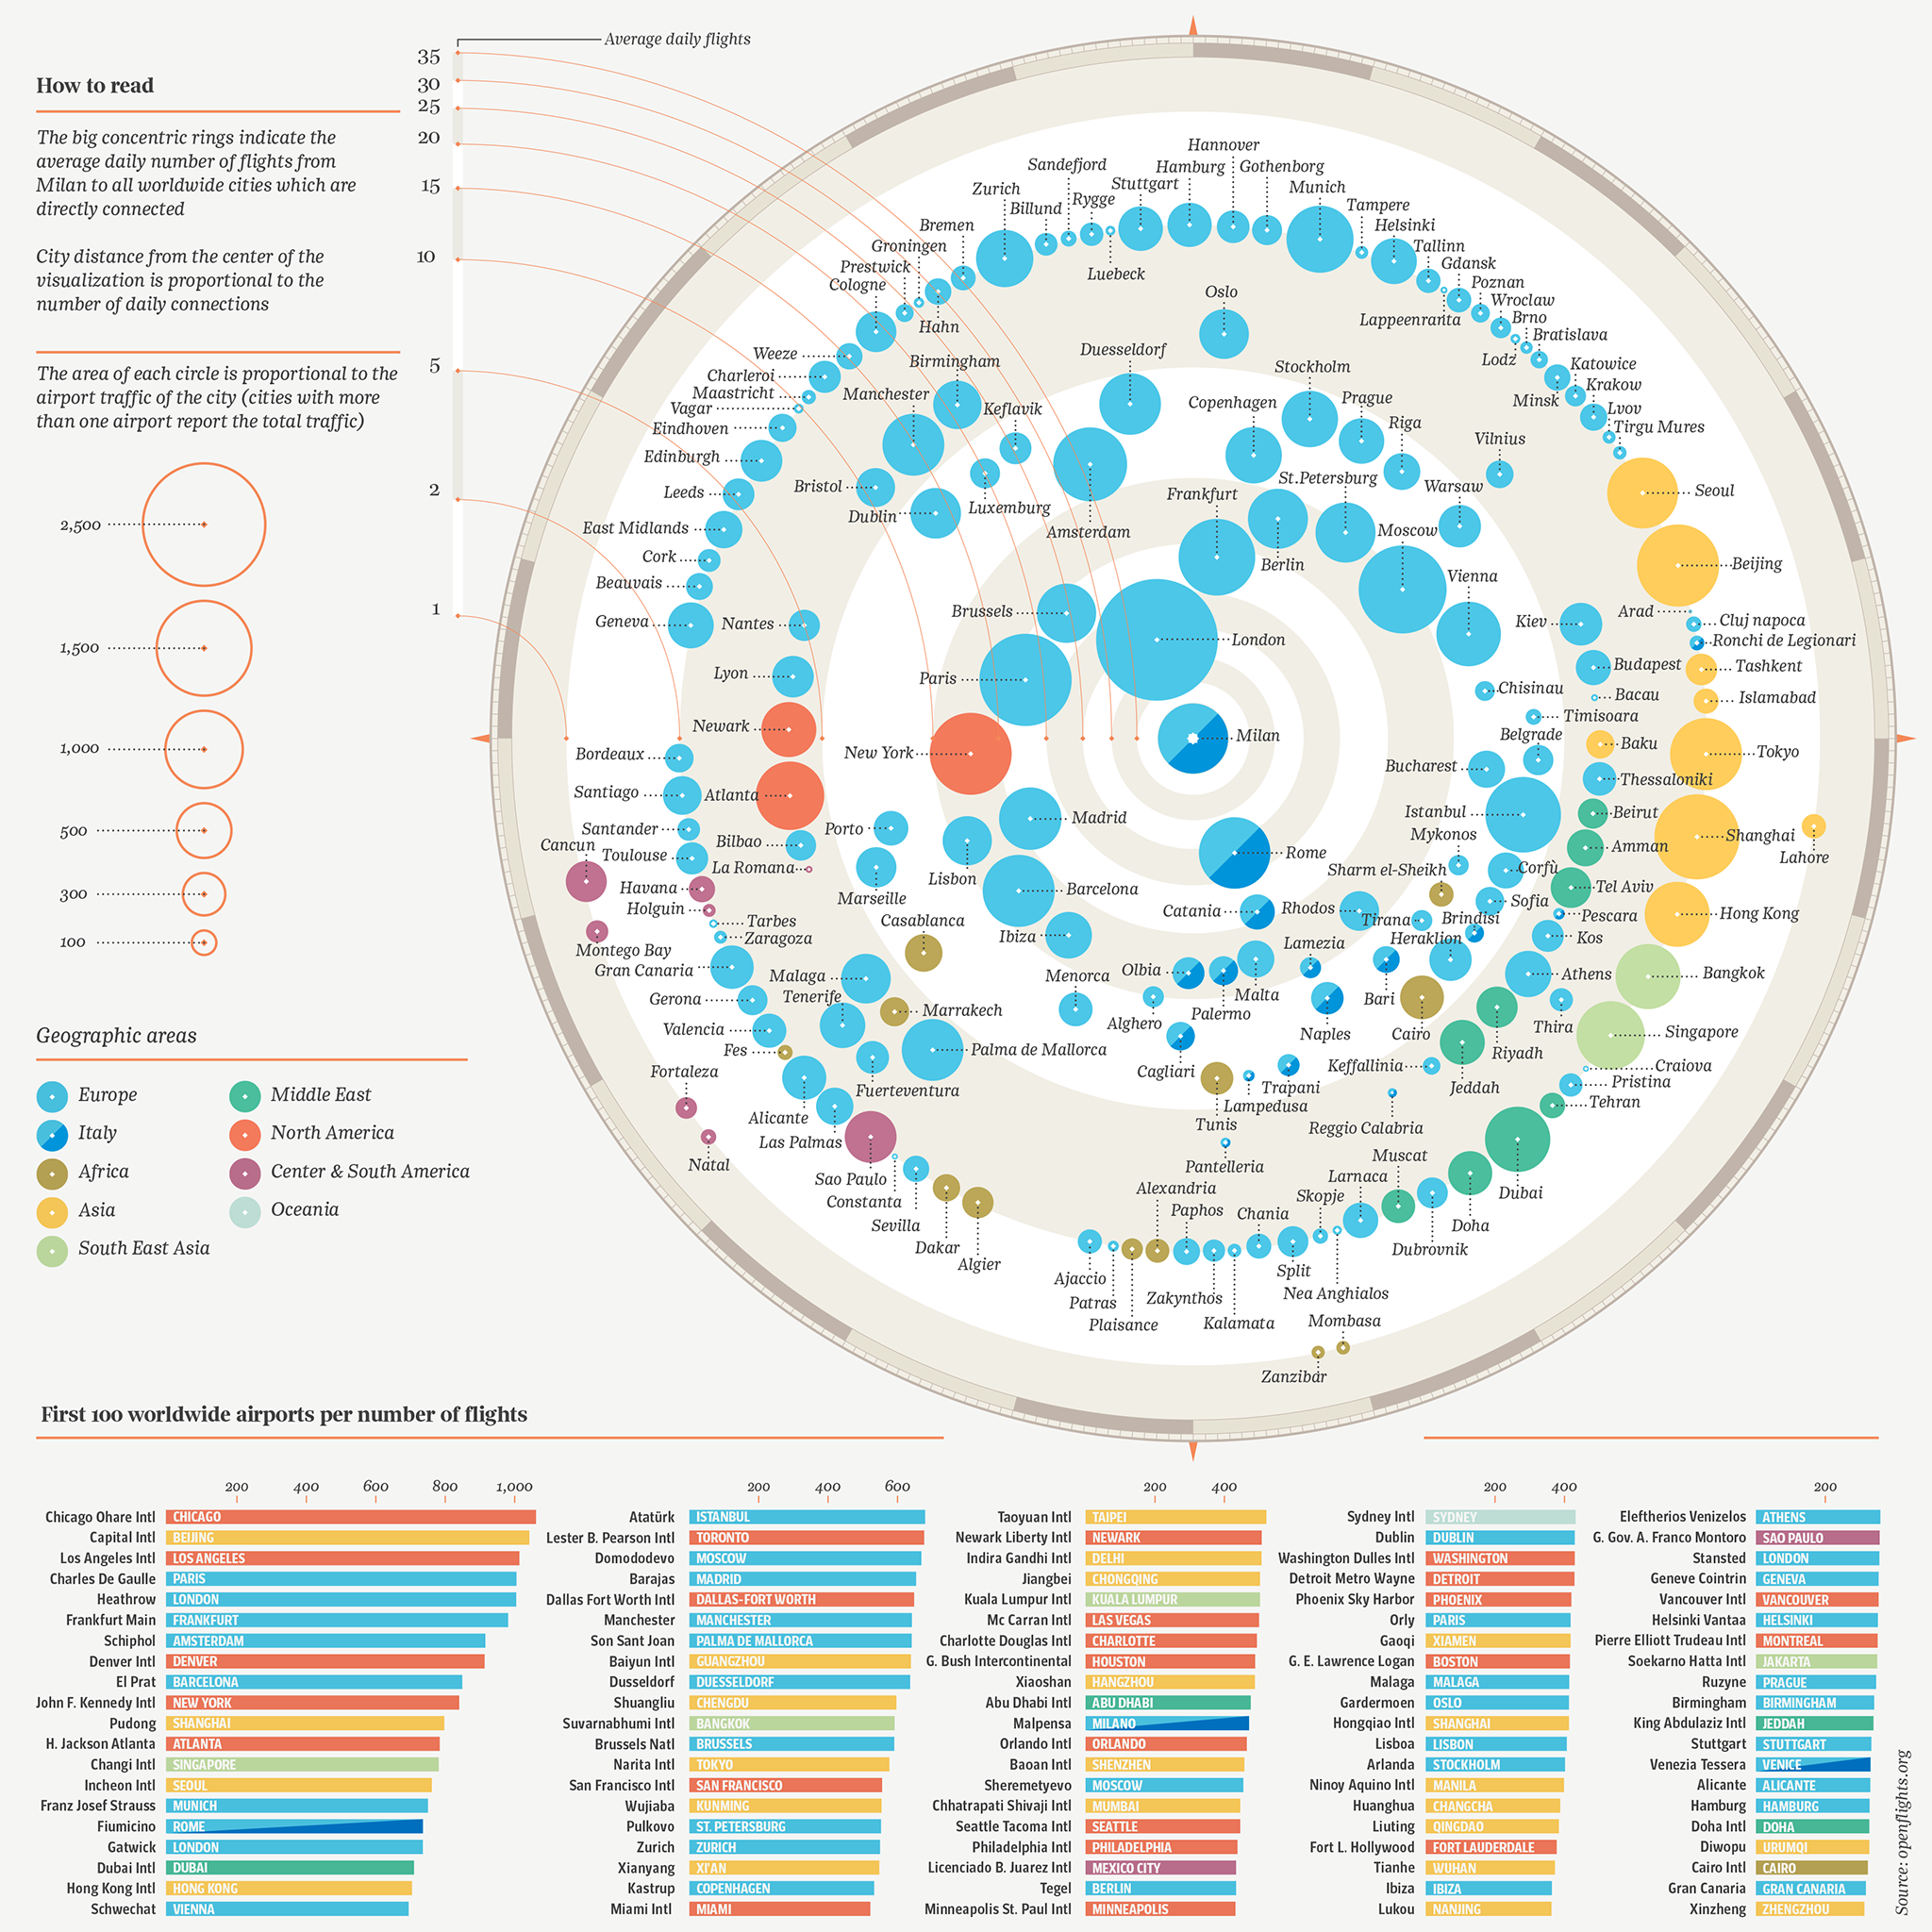 Average daily flights
35
30
25
20
15
10
5
2
1
How to read
The big concentric rings indicate the
average daily number of flights from
Milan to all worldwide cities which are
directly connected
City distance from the center of the
visualization is proportional to the
number of daily connections
The area of each circle is proportional to the
airport traffic of the city (cities with more
than one airport report the total traffic)
2,500
1,500
1,000
500
300
100
Geographic areas
Europe
Italy
Africa
Asia
South East Asia
Middle East
North America
Center & South America
Oceania
Hannover
Sandefjord
Hamburg
Gothenborg
Zurich
Stuttgart
Munich
Billund
Rygge
Tampere
Bremen
Helsinki
Groningen
Tallinn
Prestwick
Luebeck
Gdansk
Cologne
Poznan
Oslo
Wroclaw
Hahn
Lappeenranta
Brno
Bratislava
Weeze
Duesseldorf
Lodz
Birmingham
Katowice
Charleroi
Stockholm
Krakow
Maastricht
Manchester
Minsk
Vagar
Keflavik
Copenhagen
Prague
Lvov
Eindhoven
Riga
Tirgu Mures
Vilnius
Edinburgh
St.Petersburg
Leeds
Bristol
Warsaw
Seoul
Luxemburg
Frankfurt
East Midlands
Dublin
Amsterdam
Moscow
Cork
Berlin
Beijing
Beauvais
Vienna
Brussels
Arad
Geneva
Nantes
Kiev
Cluj napoca
London
Ronchi de Legionari
Lyon
Paris
Budapest
Tashkent
Chisinau
Bacau
Islamabad
Newark
Timisoara
Milan
Belgrade
Baku
Bordeaux
New York
Tokyo
Bucharest
Thessaloniki
Santiago
Atlanta
Istanbul
Beirut
Santander
Porto
Madrid
Mykonos
Shanghai
Cancun
Bilbao
Amman
Toulouse
Rome
Lahore
La Romana
Sharm el-Sheikh
Corfù
Havana
Lisbon
Barcelona
Tel Aviv
Marseille
Holguin
Catania
Rhodos
Sofia
Tarbes
Casablanca
Tirana
Brindisi
Pescara
Hong Kong
Zaragoza
Ibiza
Kos
Heraklion
Montego Bay
Lamezia
Gran Canaria
Malaga
Menorca
Olbia
Athens
Bangkok
Gerona
Tenerife
Malta
Bari
Marrakech
Alghero
Palermo
Thira
Valencia
Naples
Cairo
Singapore
Fes
Palma de Mallorca
Riyadh
Fortaleza
Cagliari
Keffallinia
Craiova
Fuerteventura
Trapani
Jeddah
Pristina
Alicante
Lampedusa
Tehran
Las Palmas
Tunis
Reggio Calabria
Natal
Pantelleria
Muscat
Sao Paulo
Alexandria
Larnaca
Constanta
Paphos
Skopje
Dubai
Sevilla
Chania
Doha
Dakar
Dubrovnik
Algier
Ajaccio
Split
Patras
Zakynthos
Nea Anghialos
Plaisance
Kalamata
Mombasa
Zanzibar
First 100 worldwide airports per number of flights
200 400 600 800 1,000
Chicago Ohare Intl CHICAGO
Capital Intl BEIJING
Los Angeles Intl LOS ANGELES
Charles De Gaulle PARIS
Heathrow LONDON
Frankfurt Main FRANKFURT
Schiphol AMSTERDAM
Denver Intl DENVER
El Prat BARCELONA
John F. Kennedy Intl NEW YORK
Pudong SHANGHAI
H. Jackson Atlanta ATLANTA
Changi Intl SINGAPORE
Incheon Intl SEOUL
Franz Josef Strauss MUNICH
Fiumicino ROME
Gatwick LONDON
Dubai Intl DUBAI
Hong Kong Intl HONG KONG
Schwechat VIENNA
200 400 600
Atatürk ISTANBUL
Lester B. Pearson Intl TORONTO
Domododevo MOSCOW
Barajas MADRID
Dallas Fort Worth Intl DALLAS-FORT WORTH
Manchester MANCHESTER
Son Sant Joan PALMA DE MALLORCA
Baiyun Intl GUANGZHOU
Dusseldorf DUESSELDORF
Shuangliu CHENGDU
Suvarnabhumi Intl BANGKOK
Brussels Natl BRUSSELS
Narita Intl TOKYO
San Francisco Intl SAN FRANCISCO
Wujiaba KUNMING
Pulkovo ST. PETERSBURG
Zurich ZURICH
Xianyang XI'AN
Kastrup COPENHAGEN
Miami Intl MIAMI
200 400
Taoyuan Intl TAIPEI
Newark Liberty Intl NEWARK
Indira Gandhi Intl DELHI
Jiangbei CHONGQING
Kuala Lumpur Intl KUALA LUMPUR
Mc Carran Intl LAS VEGAS
Charlotte Douglas Intl CHARLOTTE
G. Bush Intercontinental HOUSTON
Xiaoshan HANGZHOU
Abu Dhabi Intl ABU DHABI
Malpensa MILANO
Orlando Intl ORLANDO
Baoan Intl SHENZHEN
Sheremetyevo MOSCOW
Chhatrapati Shivaji Intl MUMBAI
Seattle Tacoma Intl SEATTLE
Philadelphia Intl PHILADELPHIA
Licenciado B. Juarez Intl MEXICO CITY
Tegel BERLIN
Minneapolis St. Paul Intl MINNEAPOLIS
200 400
Sydney Intl SYDNEY
Dublin DUBLIN
Washington Dulles Intl WASHINGTON
Detroit Metro Wayne DETROIT
Phoenix Sky Harbor PHOENIX
Orly PARIS
Gaoqi XIAMEN
G. E. Lawrence Logan BOSTON
Malaga MALAGA
Gardermoen OSLO
Hongqiao Intl SHANGHAI
Lisboa LISBON
Arlanda STOCKHOLM
Ninoy Aquino Intl MANILA
Huanghua CHANGCHA
Liuting QINGDAO
Fort L. Hollywood FORT LAUDERDALE
Tianhe WUHAN
Ibiza IBIZA
Lukou NANJING
200
Eleftherios Venizelos ATHENS
G. Gov. A. Franco Montoro SAO PAULO
Stansted LONDON
Geneve Cointrin GENEVA
Vancouver Intl VANCOUVER
Helsinki Vantaa HELSINKI
Pierre Elliott Trudeau Intl MONTREAL
Soekarno Hatta Intl JAKARTA
Ruzyne PRAGUE
Birmingham BIRMINGHAM
King Abdulaziz Intl JEDDAH
Stuttgart STUTTGART
Venezia Tessera VENICE
Alicante ALICANTE
Hamburg HAMBURG
Doha Intl DOHA
Diwopu URUMQI
Cairo Intl CAIRO
Gran Canaria GRAN CANARIA
Xinzheng ZHENGZHOU
Source: openflights.org